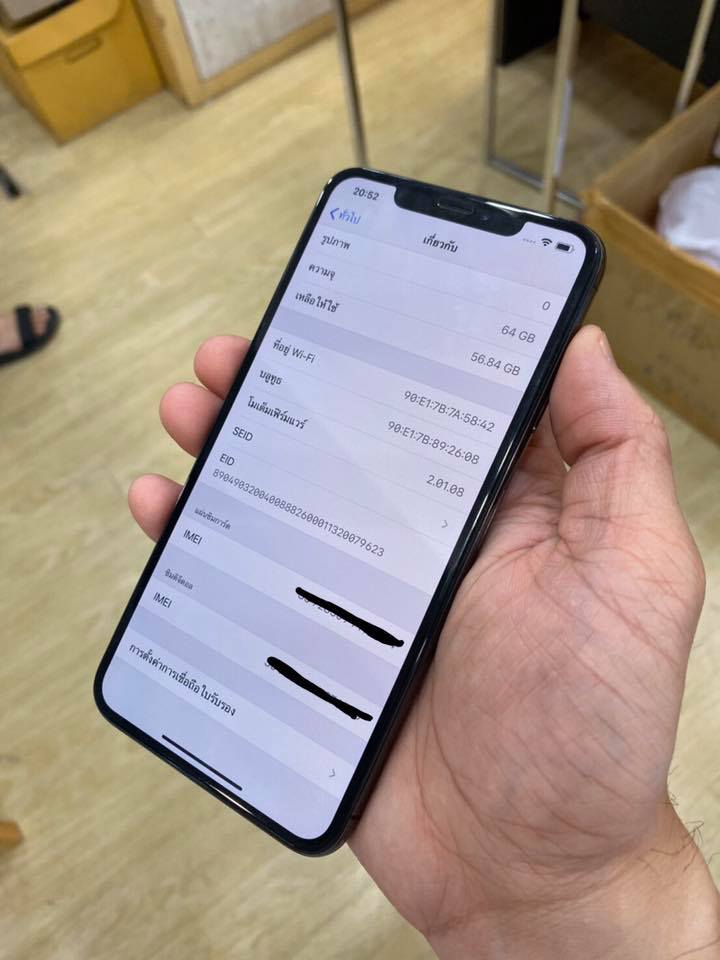 20:52
ทั่วไป
เกี่ยวกับ
รูปภาพ 0
ความจุ 64 GB
เหลือให้ใช้ 56.84 GB
ที่อยู่ Wi-Fi 90:E1:7B:7A:5B:42
บลูทูธ 90:E1:7B:89:26:08
โมเด็มเฟิร์มแวร์ 2.01.08
SEID
EID
89049032004008882600011320079623
แผ่นซิมการ์ด
IMEI
ซิมดิจิตอล
IMEI
การตั้งค่าการเชื่อถือใบรับรอง